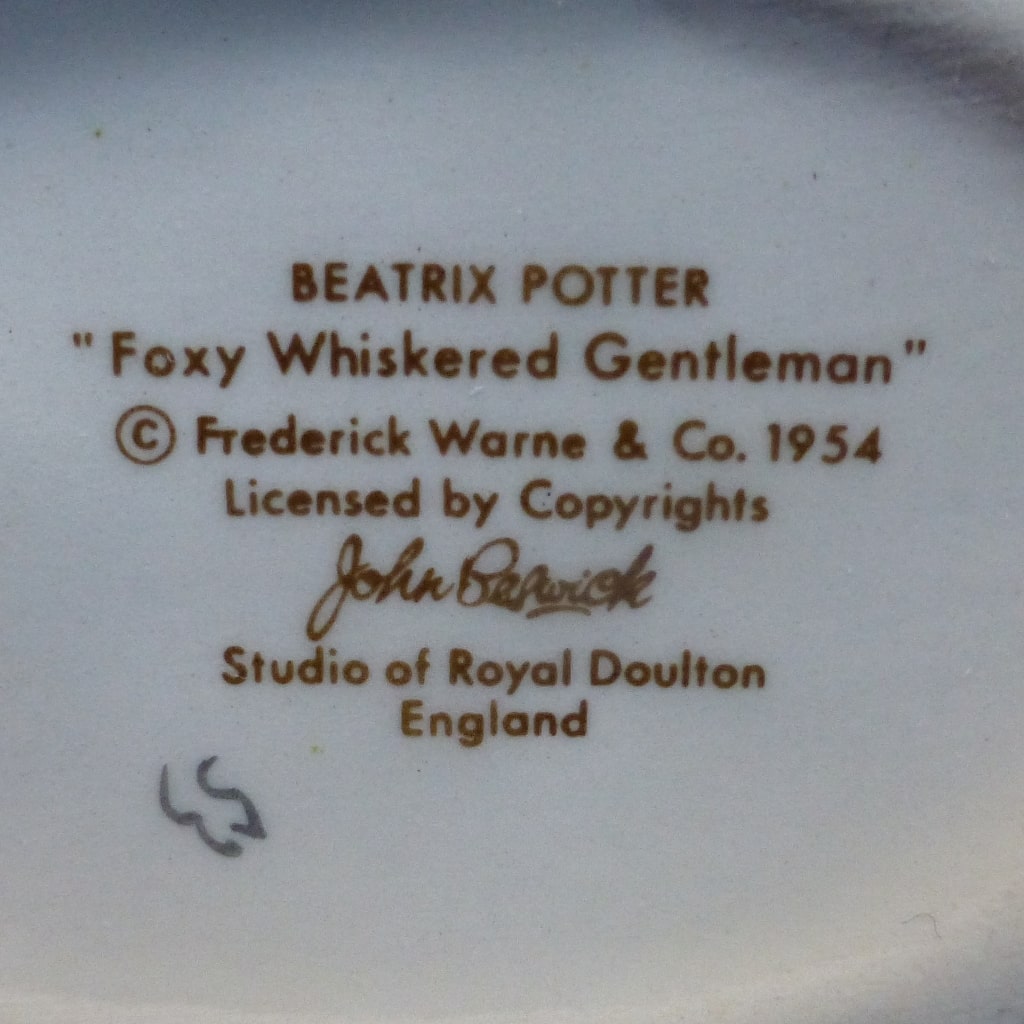 BEATRIX POTTER
"Foxy Whiskered Gentleman"
© Frederick Warne & Co. 1954
Licensed by Copyrights
John Beswick
Studio of Royal Doulton
England